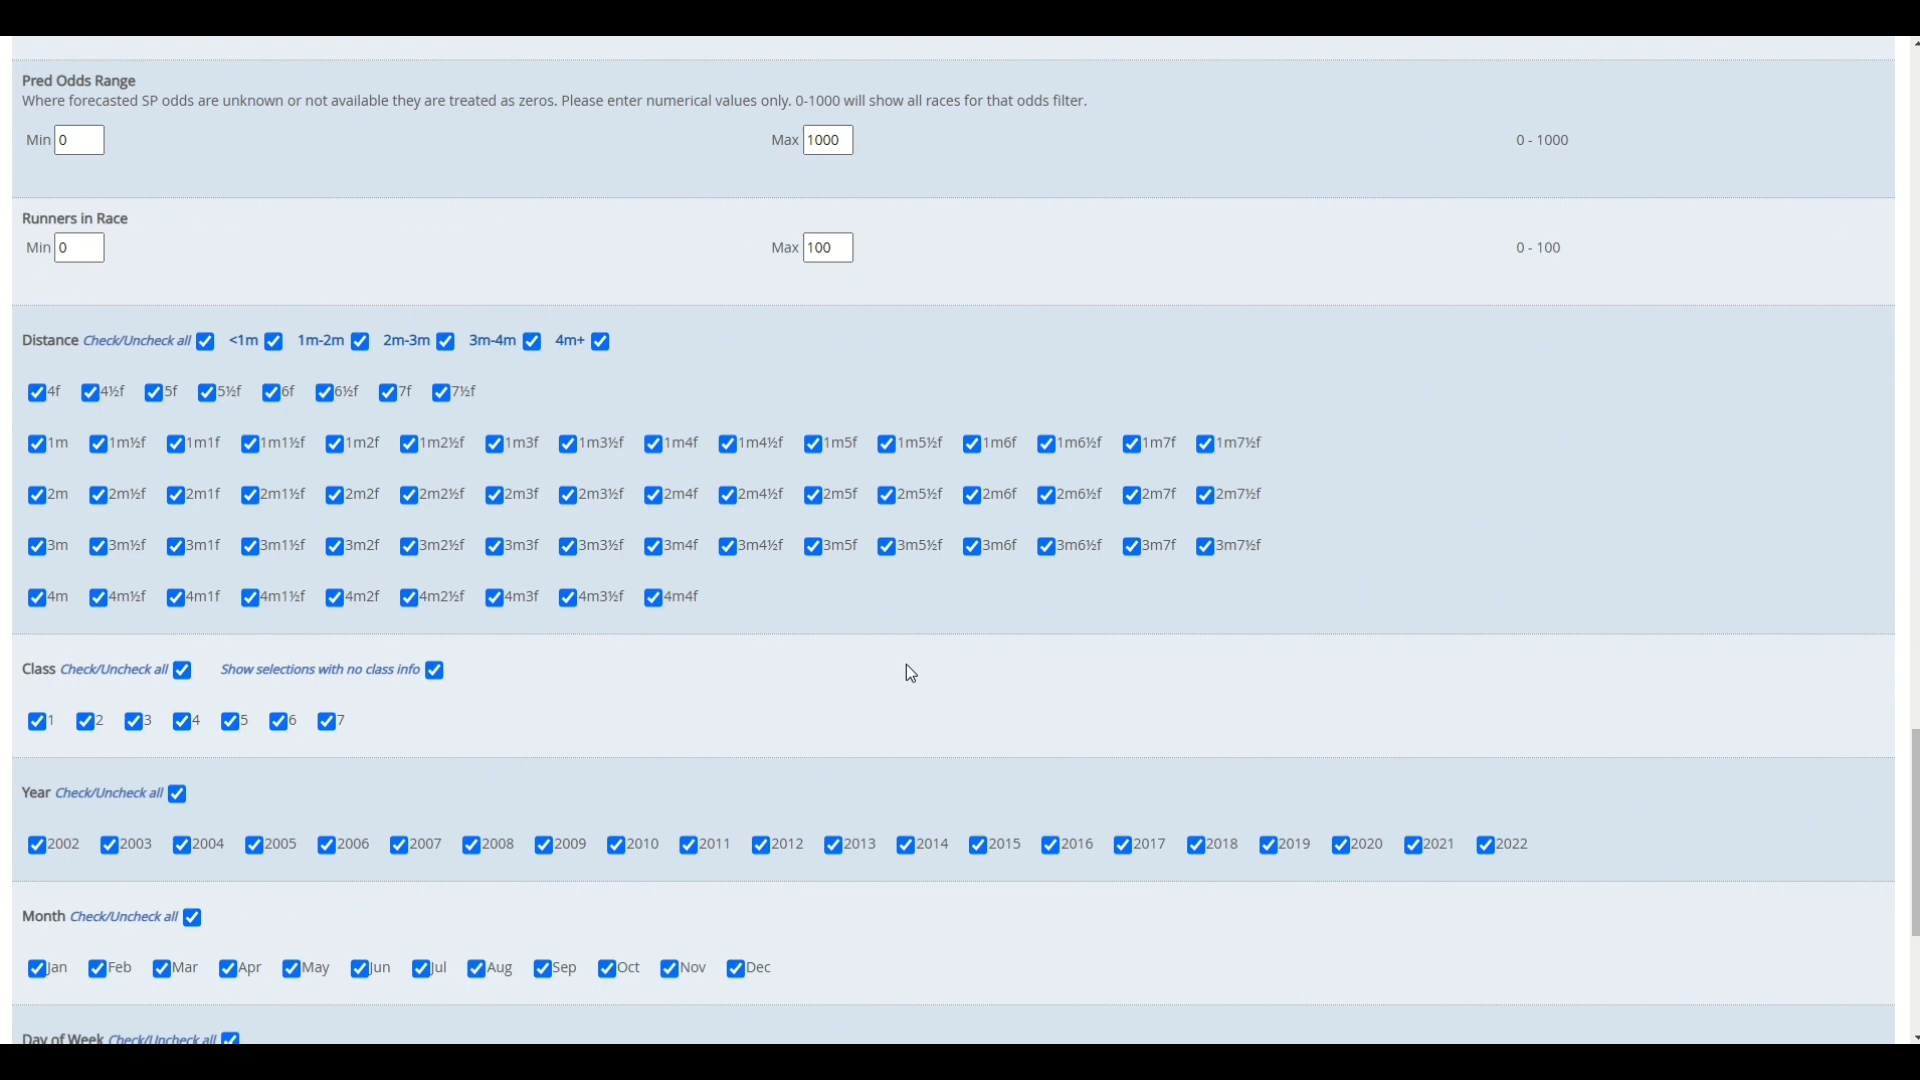 Pred Odds Range
Where forecasted SP odds are unknown or not available they are treated as zeros. Please enter numerical values only. 0-1000 will show all races for that odds filter.
Min 0 Max 1000 0 - 1000
Runners in Race
Min 0 Max 100 0 - 100
Distance Check/Uncheck all <1m 1m-2m 2m-3m 3m-4m 4m+
4f 4½f 5f 5½f 6f 6½f 7f 7½f
1m 1m½f 1m1f 1m1½f 1m2f 1m2½f 1m3f 1m3½f 1m4f 1m4½f 1m5f 1m5½f 1m6f 1m6½f 1m7f 1m7½f
2m 2m½f 2m1f 2m1½f 2m2f 2m2½f 2m3f 2m3½f 2m4f 2m4½f 2m5f 2m5½f 2m6f 2m6½f 2m7f 2m7½f
3m 3m½f 3m1f 3m1½f 3m2f 3m2½f 3m3f 3m3½f 3m4f 3m4½f 3m5f 3m5½f 3m6f 3m6½f 3m7f 3m7½f
4m 4m½f 4m1f 4m1½f 4m2f 4m2½f 4m3f 4m3½f 4m4f
Class Check/Uncheck all Show selections with no class info
1 2 3 4 5 6 7
Year Check/Uncheck all
2002 2003 2004 2005 2006 2007 2008 2009 2010 2011 2012 2013 2014 2015 2016 2017 2018 2019 2020 2021 2022
Month Check/Uncheck all
Jan Feb Mar Apr May Jun Jul Aug Sep Oct Nov Dec
Day of Week Check/Uncheck all